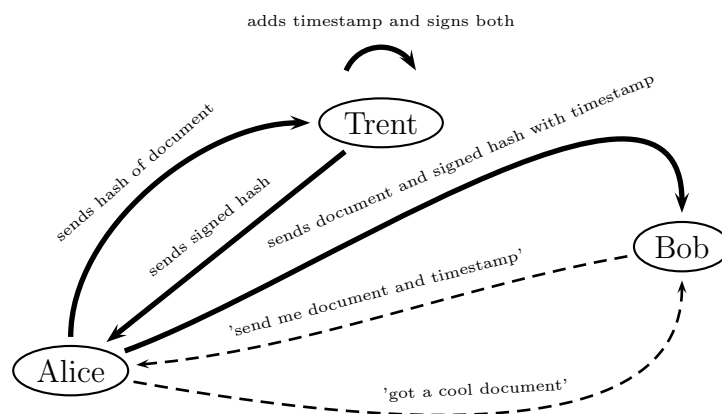 adds timestamp and signs both
Trent
sends hash of document
sends signed hash
sends document and signed hash with timestamp
Bob
'send me document and timestamp'
Alice
'got a cool document'